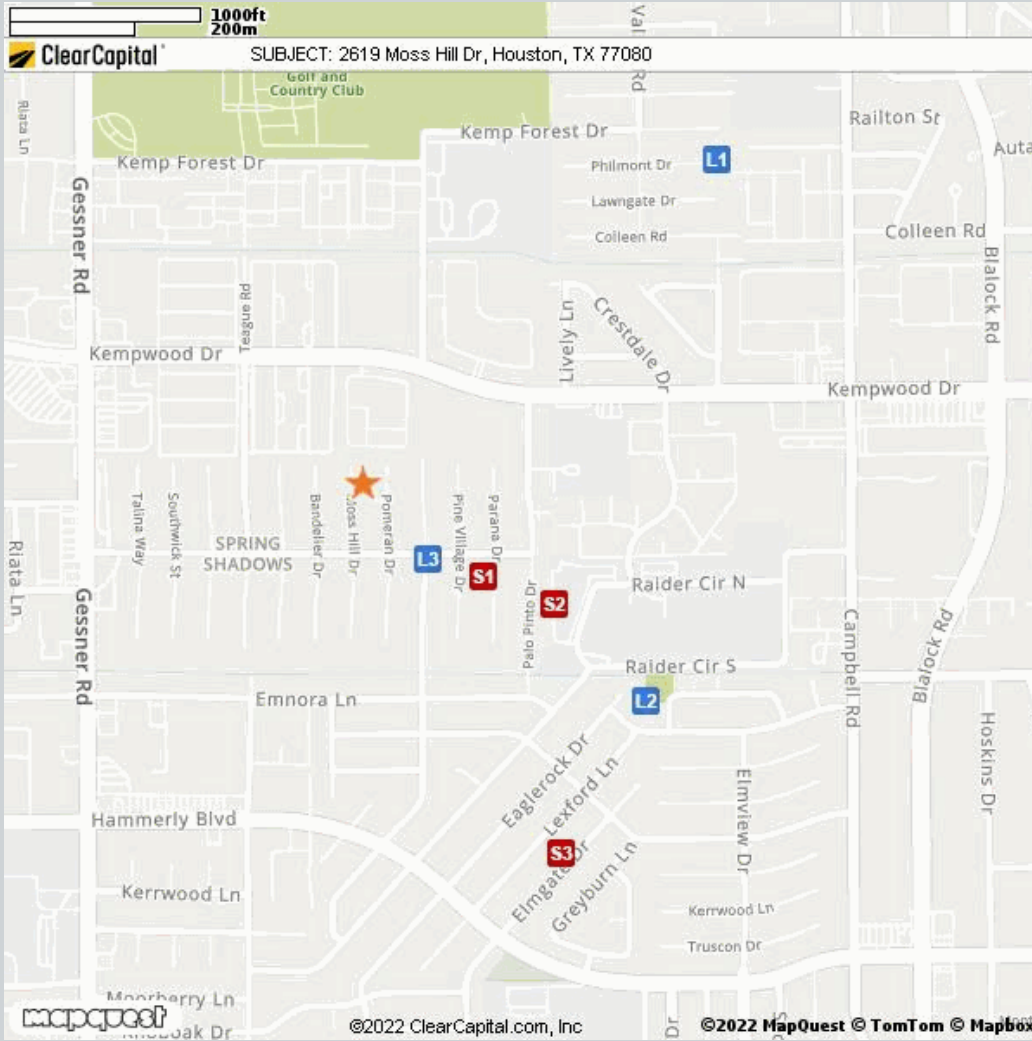 1000ft
200m
ClearCapital
SUBJECT: 2619 Moss Hill Dr, Houston, TX 77080
Golf and
Country Club
Riata Ln
Railton St
Kemp Forest Dr
Kemp Forest Dr
Philmont Dr
L1
Lawngate Dr
Colleen Rd
Colleen Rd
Gessner Rd
Blalock Rd
Teague Rd
Lively Ln
Crestdale Dr
Kempwood Dr
Kempwood Dr
Talina Way
Southwick St
SPRING
SHADOWS
Bandelier Dr
Moss Hill Dr
Pomeran Dr
L3
Pine Village Dr
Parana Dr
S1
S2
Palo Pinto Dr
Raider Cir N
Riata Ln
Gessner Rd
Raider Cir S
Campbell Rd
Blalock Rd
Emnora Ln
L2
Hoskins Dr
Eaglerock Dr
Lexford Ln
Elmview Dr
Hammerly Blvd
S3
Elmgate Dr
Greyburn Ln
Kerrwood Ln
Kerrwood Ln
Truscon Dr
Moorberry Ln
mapquest
©2022 ClearCapital.com, Inc
Dr
©2022 MapQuest © TomTom © Mapbox